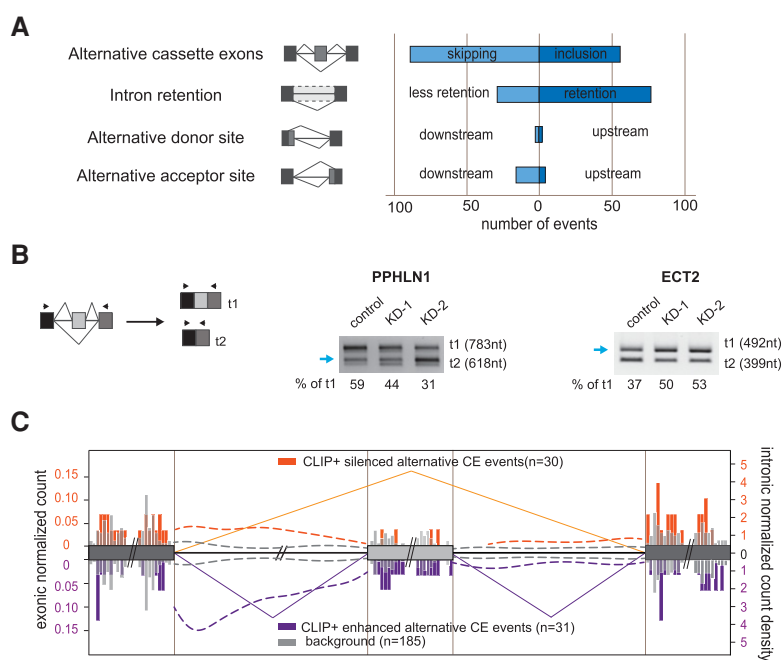 A
Alternative cassette exons
skipping
inclusion
Intron retention
less retention
retention
Alternative donor site
downstream
upstream
Alternative acceptor site
downstream
upstream
100 50 0 50 100
number of events
B
t1
t2
PPHLN1
control KD-1 KD-2
t1 (783nt)
t2 (618nt)
% of t1 59 44 31
ECT2
control KD-1 KD-2
t1 (492nt)
t2 (399nt)
% of t1 37 50 53
C
exonic normalized count
0.15
0.10
0.05
0
0
0.05
0.10
0.15
CLIP+ silenced alternative CE events(n=30)
CLIP+ enhanced alternative CE events (n=31)
background (n=185)
5
4
3
2
1
0
1
2
3
4
5
intronic normalized count density